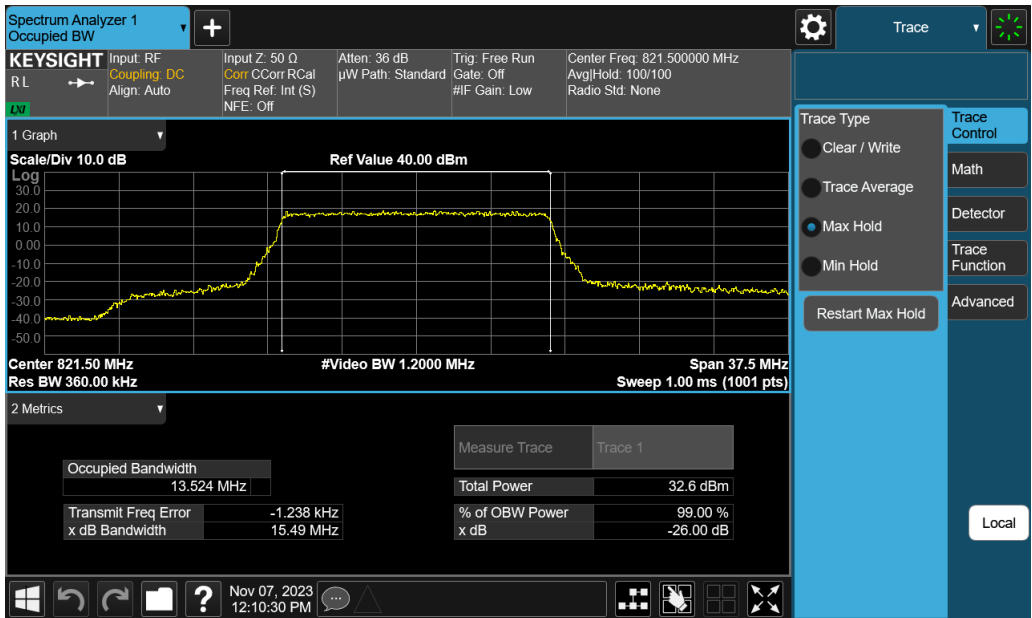 Spectrum Analyzer 1
Occupied BW
+
Trace
KEYSIGHT
R L
LXI
Input: RF
Coupling: DC
Align: Auto
Input Z: 50 Ω
Corr CCorr RCal
Freq Ref: Int (S)
NFE: Off
Atten: 36 dB
µW Path: Standard
Trig: Free Run
Gate: Off
#IF Gain: Low
Center Freq: 821.500000 MHz
Avg|Hold: 100/100
Radio Std: None
1 Graph
Scale/Div 10.0 dB
Ref Value 40.00 dBm
Log
30.0
20.0
10.0
0.00
-10.0
-20.0
-30.0
-40.0
-50.0
Center 821.50 MHz
#Video BW 1.2000 MHz
Span 37.5 MHz
Res BW 360.00 kHz
Sweep 1.00 ms (1001 pts)
2 Metrics
Measure Trace
Trace 1
Occupied Bandwidth
13.524 MHz
Total Power
32.6 dBm
Transmit Freq Error
-1.238 kHz
% of OBW Power
99.00 %
x dB Bandwidth
15.49 MHz
x dB
-26.00 dB
Trace Type
Clear / Write
Trace Average
Max Hold
Min Hold
Restart Max Hold
Trace
Control
Math
Detector
Trace
Function
Advanced
Local
?
Nov 07, 2023
12:10:30 PM